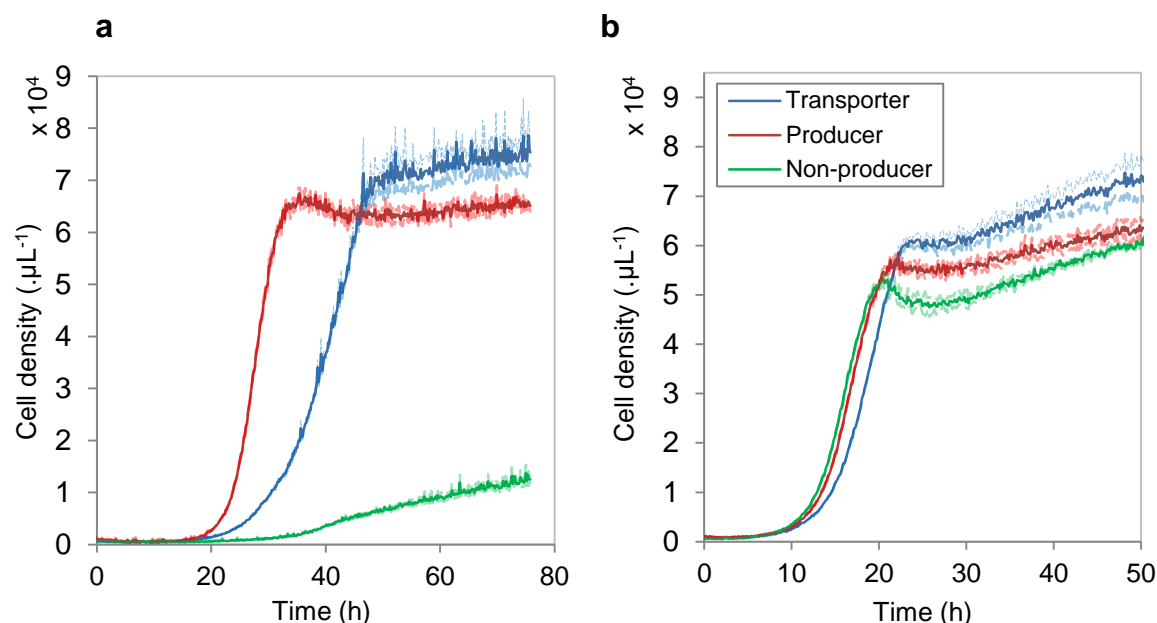 a
x 10⁴
Cell density (.µL⁻¹)
9
8
7
6
5
4
3
2
1
0
0 20 40 60 80
Time (h)
b
x 10⁴
Cell density (.µL⁻¹)
9
8
7
6
5
4
3
2
1
0
Transporter
Producer
Non-producer
0 10 20 30 40 50
Time (h)